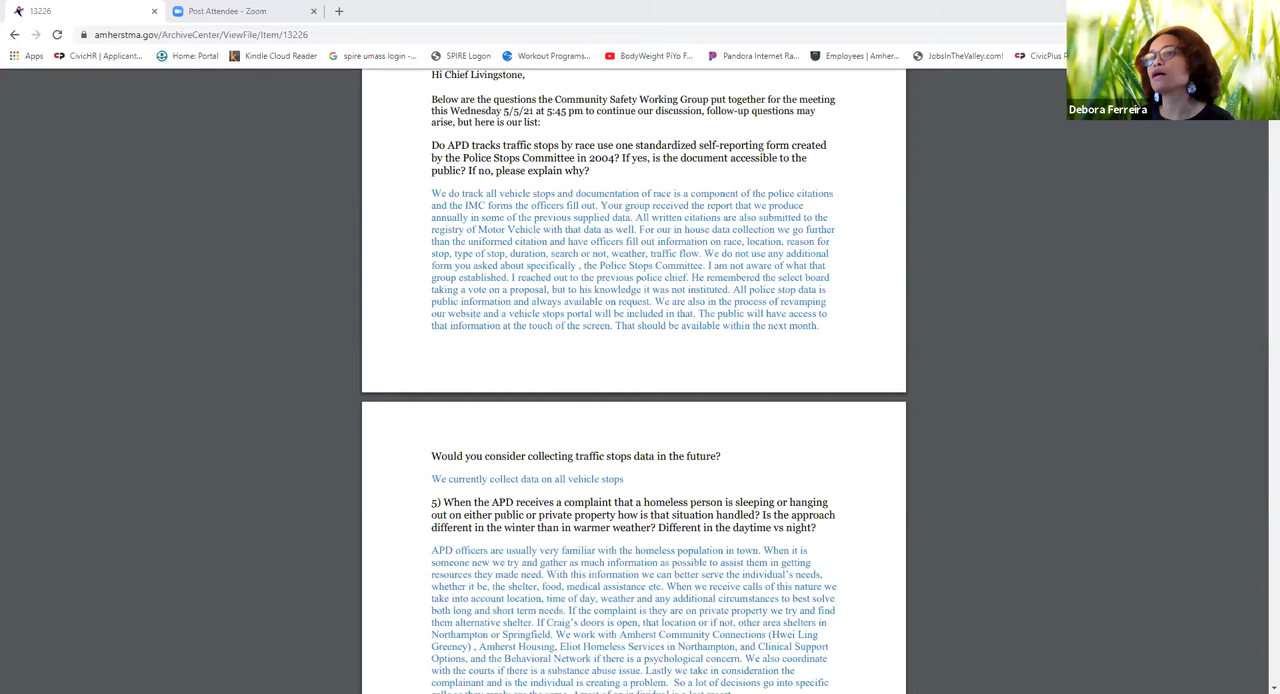 13226
Post Attendee - Zoom
amherstma.gov/ArchiveCenter/ViewFile/Item/13226
Apps
CivicHR | Applicant...
Home: Portal
Kindle Cloud Reader
spire umass login -...
SPIRE Logon
Workout Programs...
BodyWeight PiYo F...
Pandora Internet Ra...
Employees | Amher...
JobsInTheValley.com!
CivicPlus P
Debora Ferreira
Hi Chief Livingstone,
Below are the questions the Community Safety Working Group put together for the meeting
this Wednesday 5/5/21 at 5:45 pm to continue our discussion, follow-up questions may
arise, but here is our list:
Do APD tracks traffic stops by race use one standardized self-reporting form created
by the Police Stops Committee in 2004? If yes, is the document accessible to the
public? If no, please explain why?
We do track all vehicle stops and documentation of race is a component of the police citations
and the IMC forms the officers fill out. Your group received the report that we produce
annually in some of the previous supplied data. All written citations are also submitted to the
registry of Motor Vehicle with that data as well. For our in house data collection we go further
than the uniformed citation and have officers fill out information on race, location, reason for
stop, type of stop, duration, search or not, weather, traffic flow. We do not use any additional
form you asked about specifically , the Police Stops Committee. I am not aware of what that
group established. I reached out to the previous police chief. He remembered the select board
taking a vote on a proposal, but to his knowledge it was not instituted. All police stop data is
public information and always available on request. We are also in the process of revamping
our website and a vehicle stops portal will be included in that. The public will have access to
that information at the touch of the screen. That should be available within the next month.
Would you consider collecting traffic stops data in the future?
We currently collect data on all vehicle stops
5) When the APD receives a complaint that a homeless person is sleeping or hanging
out on either public or private property how is that situation handled? Is the approach
different in the winter than in warmer weather? Different in the daytime vs night?
APD officers are usually very familiar with the homeless population in town. When it is
someone new we try and gather as much information as possible to assist them in getting
resources they made need. With this information we can better serve the individual's needs,
whether it be, the shelter, food, medical assistance etc. When we receive calls of this nature we
take into account location, time of day, weather and any additional circumstances to best solve
both long and short term needs. If the complaint is they are on private property we try and find
them alternative shelter. If Craig's doors is open, that location or if not, other area shelters in
Northampton or Springfield. We work with Amherst Community Connections (Hwei Ling
Greeney) , Amherst Housing, Eliot Homeless Services in Northampton, and Clinical Support
Options, and the Behavioral Network if there is a psychological concern. We also coordinate
with the courts if there is a substance abuse issue. Lastly we take in consideration the
complainant and is the individual is creating a problem. So a lot of decisions go into specific